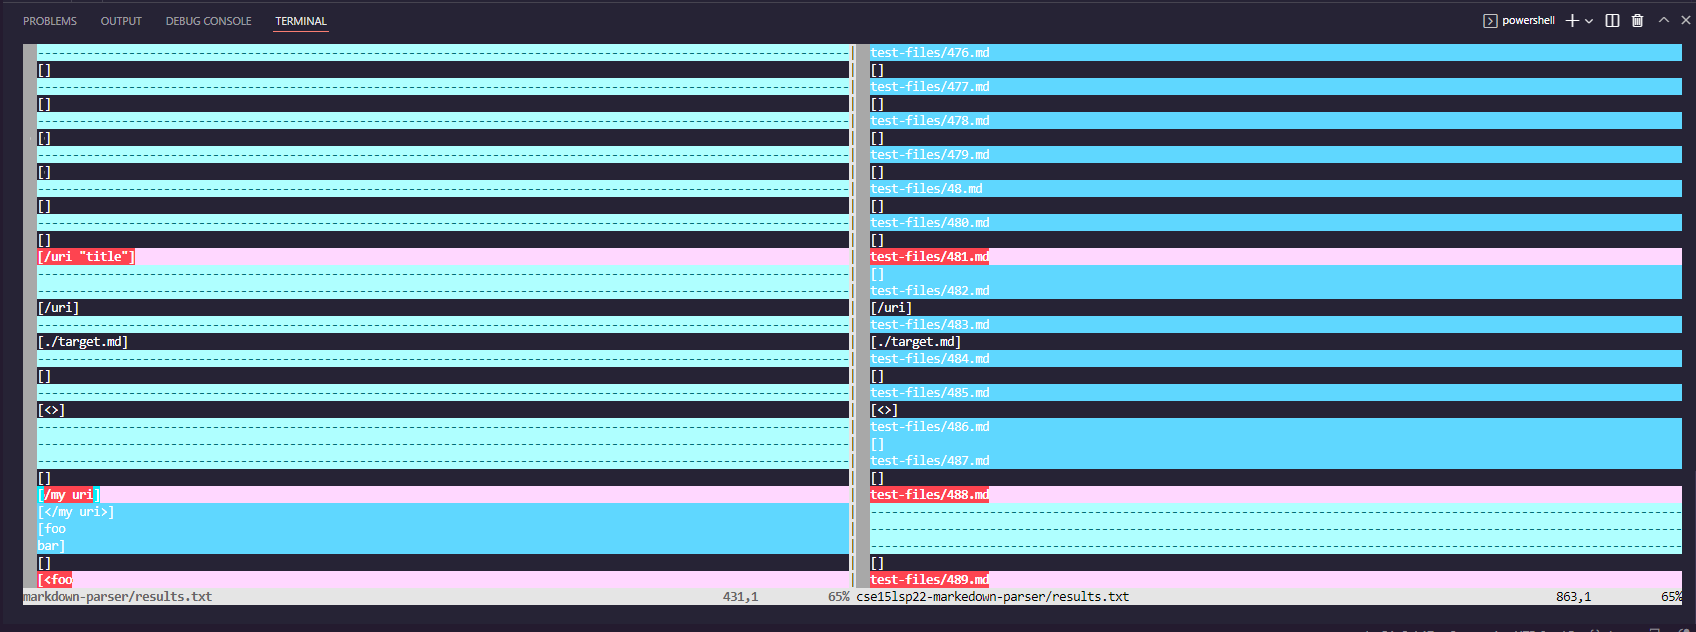 PROBLEMS OUTPUT DEBUG CONSOLE TERMINAL powershell
test-files/476.md
[] []
test-files/477.md
[] []
test-files/478.md
[] []
test-files/479.md
[] []
test-files/48.md
[] []
test-files/480.md
[] []
[/uri "title"] test-files/481.md
[]
test-files/482.md
[/uri] [/uri]
test-files/483.md
[./target.md] [./target.md]
test-files/484.md
[] []
test-files/485.md
[<>] [<>]
test-files/486.md
[]
test-files/487.md
[] []
[/my uri] test-files/488.md
[</my uri>]
[foo
bar]
[] []
[<foo test-files/489.md
markdown-parser/results.txt 431,1 65% cse15lsp22-markedown-parser/results.txt 863,1 65%